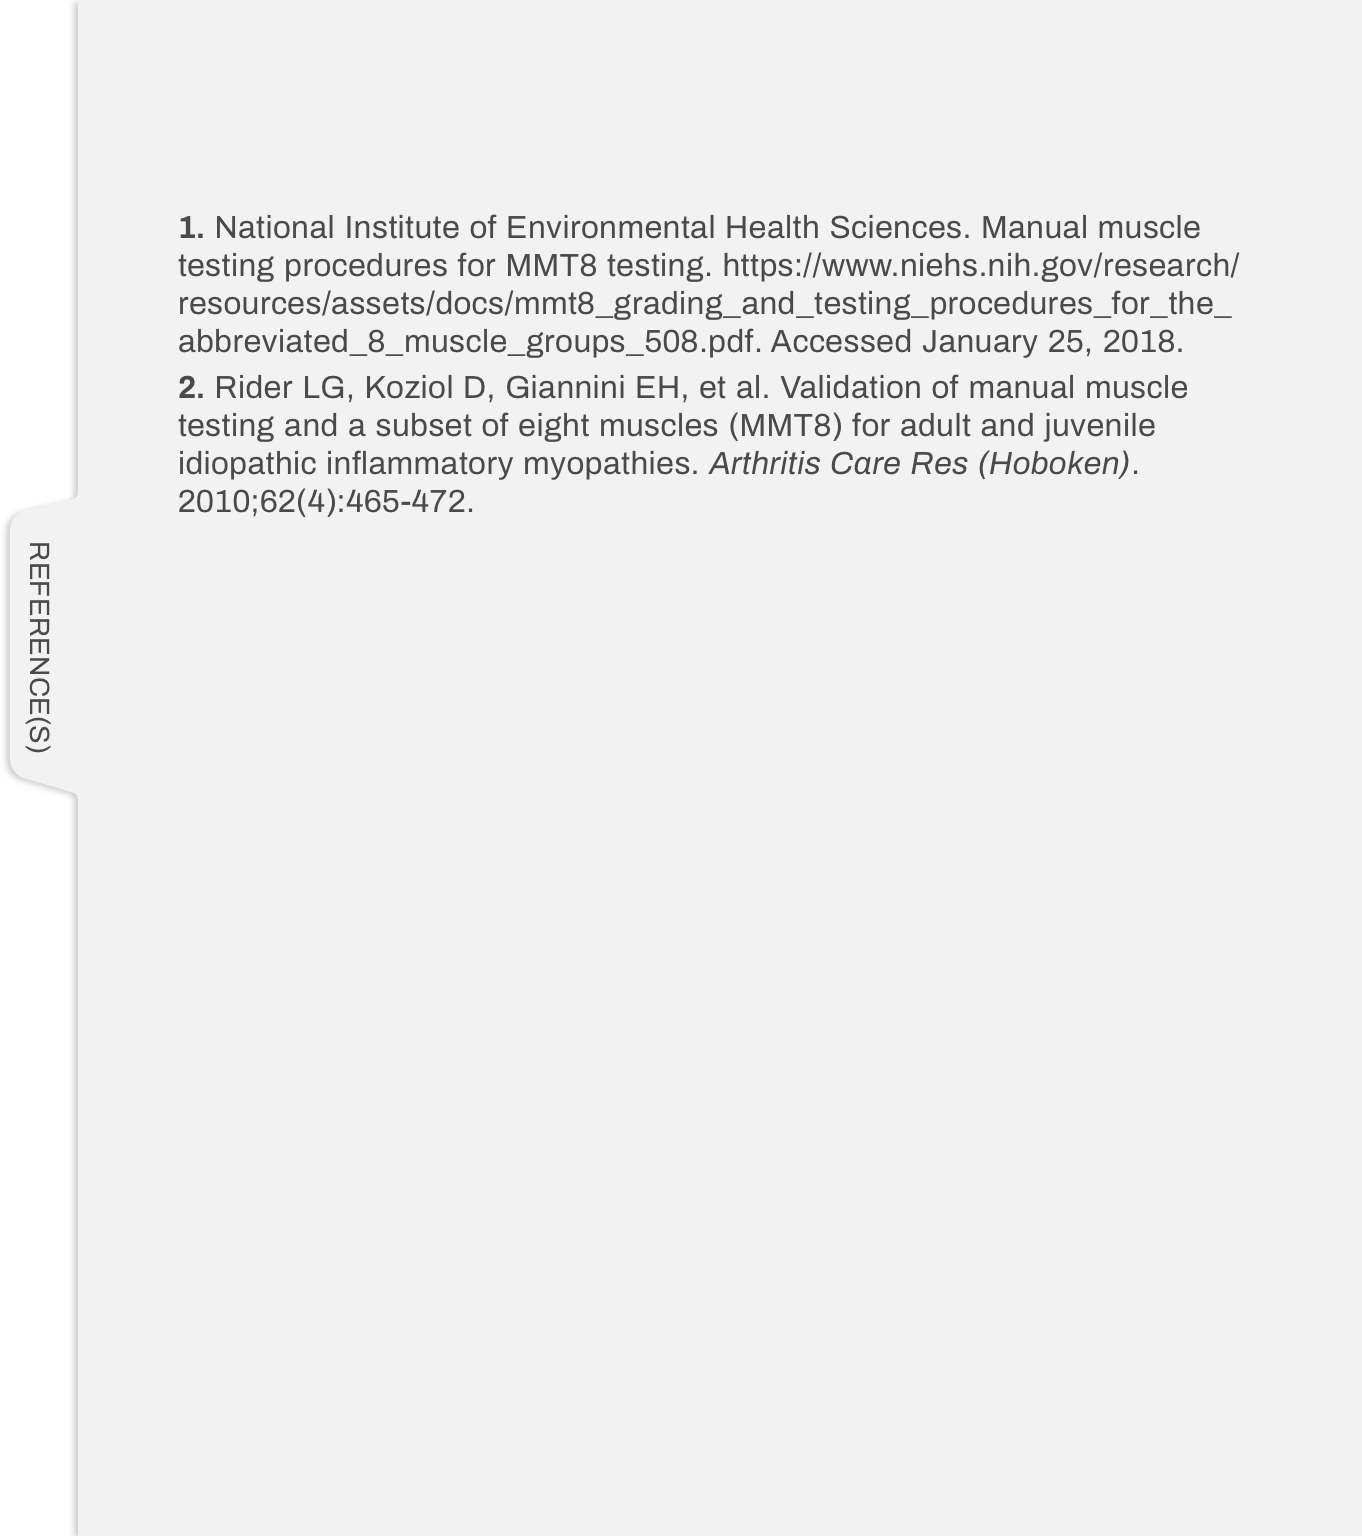 1. National Institute of Environmental Health Sciences. Manual muscle
testing procedures for MMT8 testing. https://www.niehs.nih.gov/research/
resources/assets/docs/mmt8_grading_and_testing_procedures_for_the_
abbreviated_8_muscle_groups_508.pdf. Accessed January 25, 2018.
2. Rider LG, Koziol D, Giannini EH, et al. Validation of manual muscle
testing and a subset of eight muscles (MMT8) for adult and juvenile
idiopathic inflammatory myopathies. Arthritis Care Res (Hoboken).
2010;62(4):465-472.
REFERENCE(S)